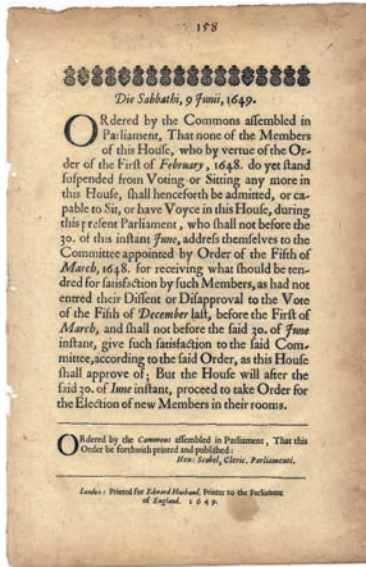 158
Die Sabbathi, 9 Junii, 1649.
ORdered by the Commons assembled in
Parliament, That none of the Members
of this House, who by vertue of the Or-
der of the First of February, 1648. do yet stand
suspended from Voting or Sitting any more in
this House, shall henceforth be admitted, or ca-
pable to Sit, or have Voyce in this House, during
this present Parliament, who shall not before the
30. of this instant June, address themselves to the
Committee appointed by Order of the Fifth of
March, 1648. for receiving what should be ten-
dred for satisfaction by such Members, as had not
entred their Dissent or Disapproval to the Vote
of the Fifth of December last, before the First of
March, and shall not before the said 30. of June
instant, give such satisfaction to the said Com-
mittee, according to the said Order, as this House
shall approve of; But the House will after the
said 30. of Iune instant, proceed to take Order for
the Election of new Members in their rooms.
ORdered by the Commons assembled in Parliament, That this
Order be forthwith printed and published:
Hen: Scobel, Cleric. Parliamenti.
London: Printed for Edward Husband, Printer to the Parliament
of England. 1649.